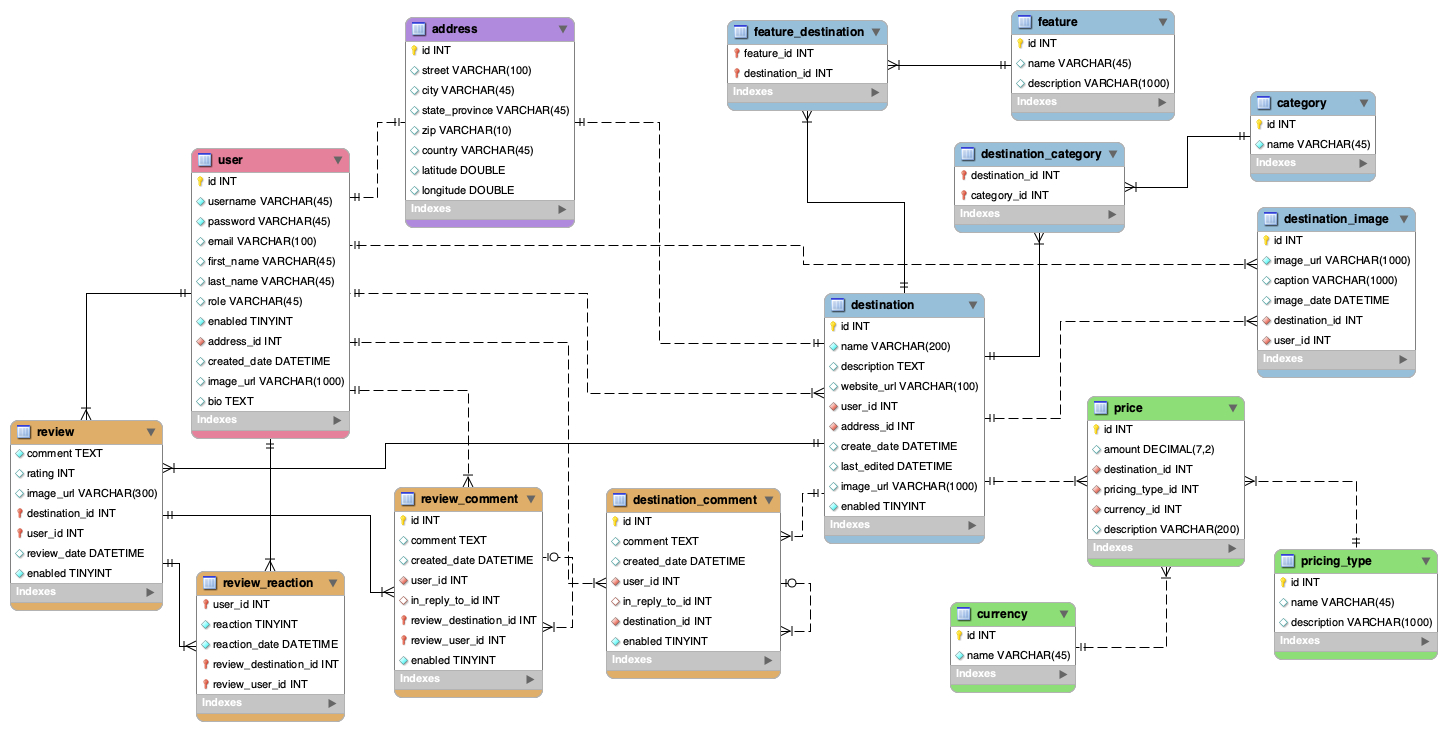 address
id INT
street VARCHAR(100)
city VARCHAR(45)
state_province VARCHAR(45)
zip VARCHAR(10)
country VARCHAR(45)
latitude DOUBLE
longitude DOUBLE
Indexes
feature_destination
feature_id INT
destination_id INT
Indexes
feature
id INT
name VARCHAR(45)
description VARCHAR(1000)
Indexes
category
id INT
name VARCHAR(45)
Indexes
destination_category
destination_id INT
category_id INT
Indexes
user
id INT
username VARCHAR(45)
password VARCHAR(45)
email VARCHAR(100)
first_name VARCHAR(45)
last_name VARCHAR(45)
role VARCHAR(45)
enabled TINYINT
address_id INT
created_date DATETIME
image_url VARCHAR(1000)
bio TEXT
Indexes
destination_image
id INT
image_url VARCHAR(1000)
caption VARCHAR(1000)
image_date DATETIME
destination_id INT
user_id INT
Indexes
destination
id INT
name VARCHAR(200)
description TEXT
website_url VARCHAR(100)
user_id INT
address_id INT
create_date DATETIME
last_edited DATETIME
image_url VARCHAR(1000)
enabled TINYINT
Indexes
price
id INT
amount DECIMAL(7,2)
destination_id INT
pricing_type_id INT
currency_id INT
description VARCHAR(200)
Indexes
review
comment TEXT
rating INT
image_url VARCHAR(300)
destination_id INT
user_id INT
review_date DATETIME
enabled TINYINT
Indexes
review_comment
id INT
comment TEXT
created_date DATETIME
user_id INT
in_reply_to_id INT
review_destination_id INT
review_user_id INT
enabled TINYINT
Indexes
destination_comment
id INT
comment TEXT
created_date DATETIME
user_id INT
in_reply_to_id INT
destination_id INT
enabled TINYINT
Indexes
pricing_type
id INT
name VARCHAR(45)
description VARCHAR(1000)
Indexes
review_reaction
user_id INT
reaction TINYINT
reaction_date DATETIME
review_destination_id INT
review_user_id INT
Indexes
currency
id INT
name VARCHAR(45)
Indexes